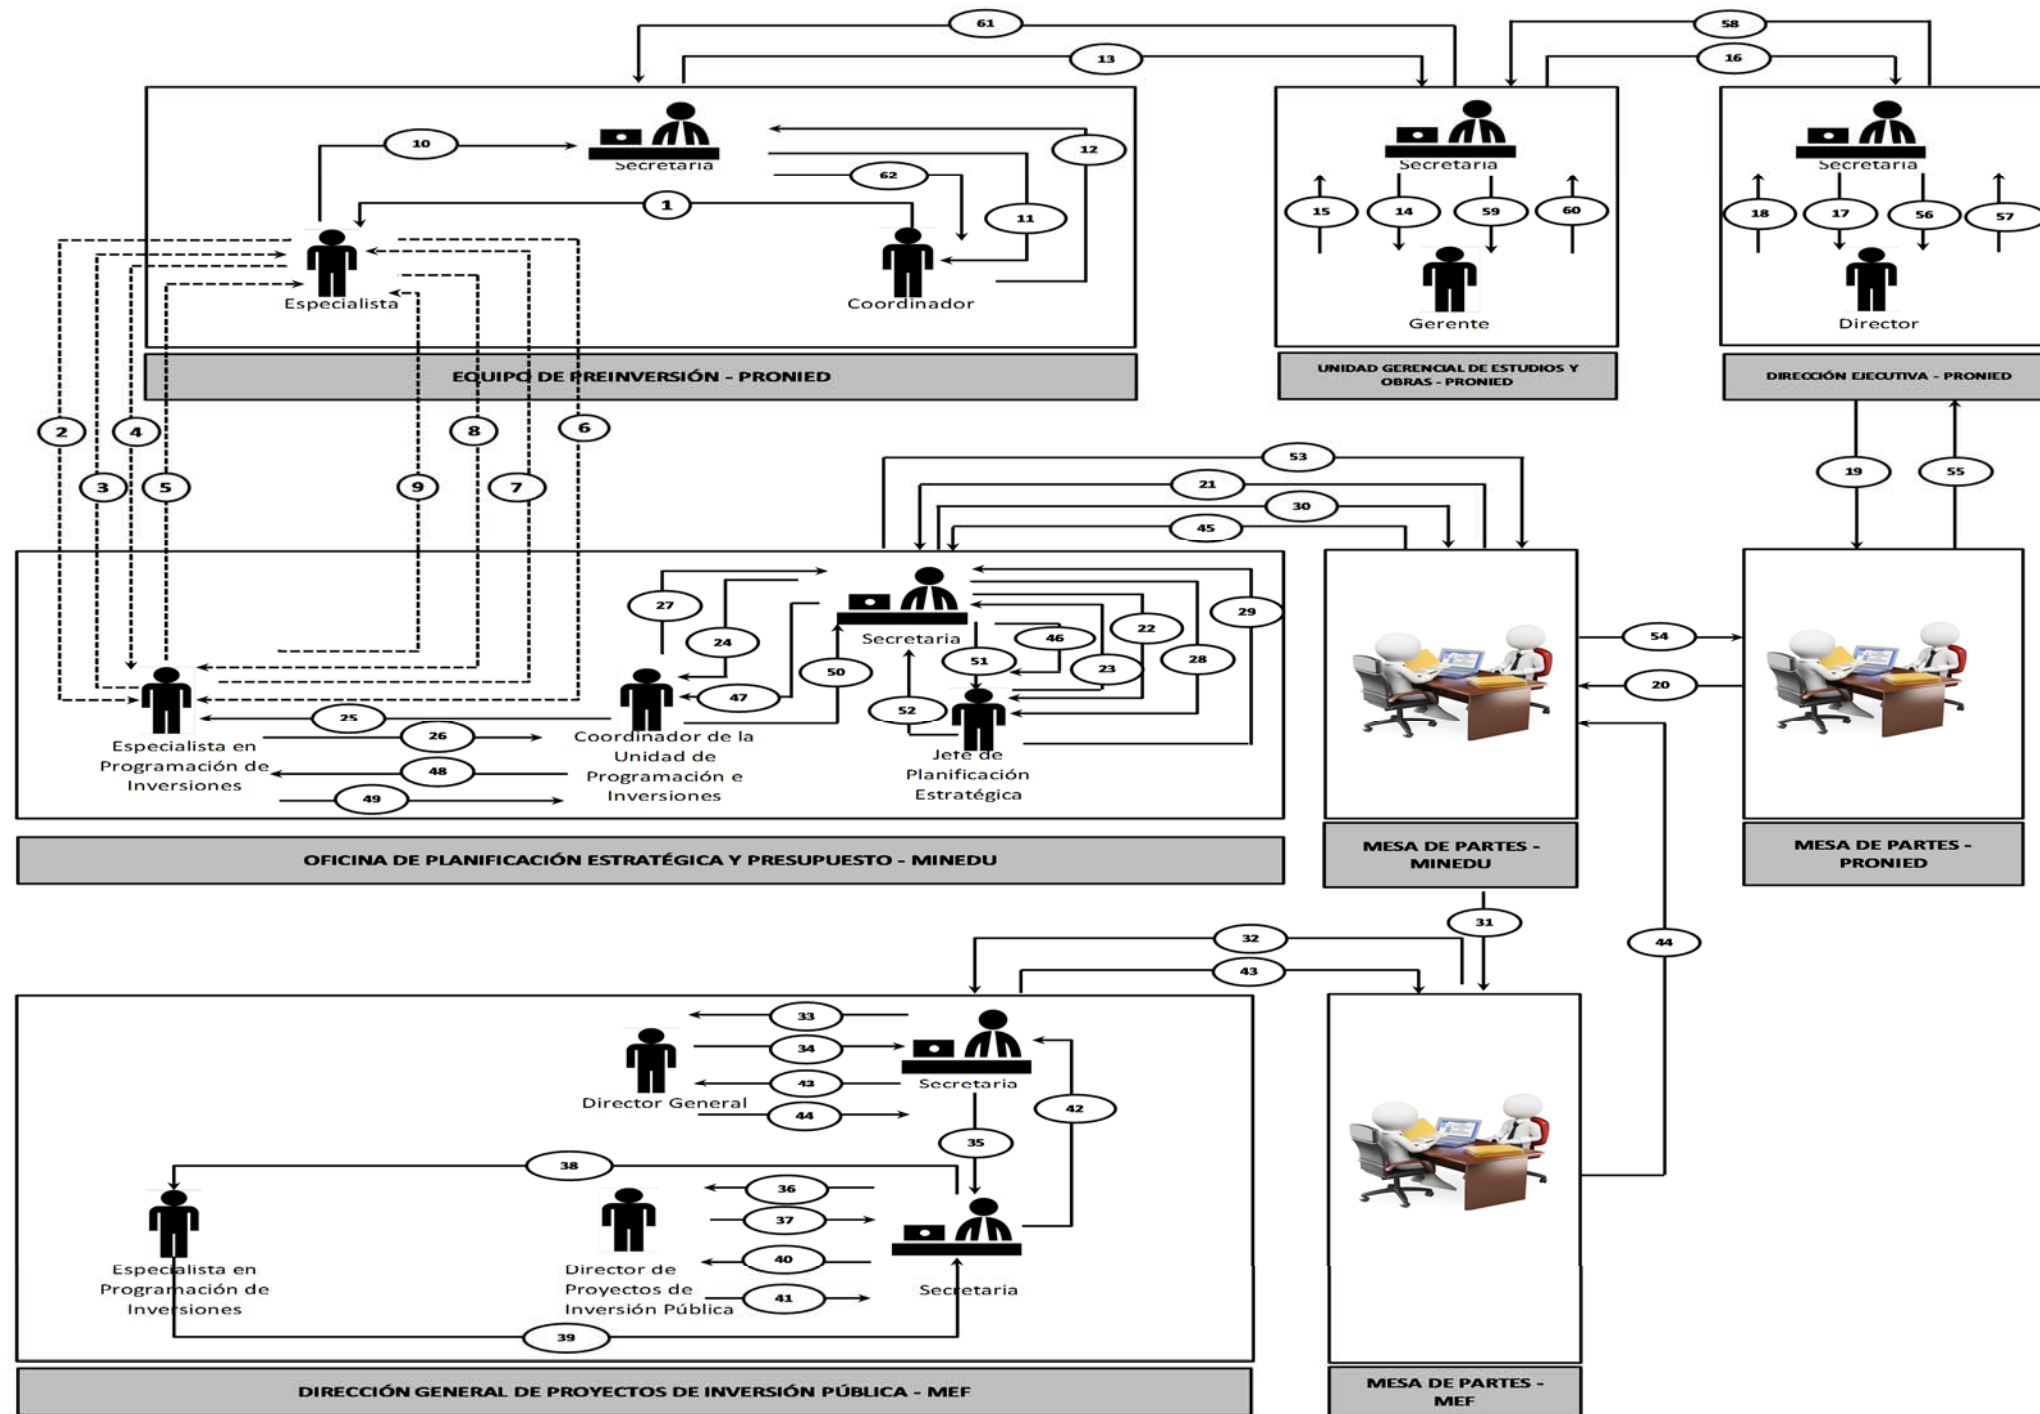 61
58
13
16
10
12
Secretaria
62
1
11
Especialista
Coordinador
EQUIPO DE PREINVERSIÓN - PRONIED
Secretaria
15
14
59
60
Gerente
UNIDAD GERENCIAL DE ESTUDIOS Y
OBRAS - PRONIED
Secretaria
18
17
56
57
Director
DIRECCIÓN EJECUTIVA - PRONIED
2
4
8
6
3
5
9
7
53
21
30
45
19
55
27
24
Secretaria
46
22
29
51
23
28
50
47
52
25
26
48
49
Especialista en
Programación de
Inversiones
Coordinador de la
Unidad de
Programación e
Inversiones
Jefe de
Planificación
Estratégica
OFICINA DE PLANIFICACIÓN ESTRATÉGICA Y PRESUPUESTO - MINEDU
54
20
MESA DE PARTES -
MINEDU
MESA DE PARTES -
PRONIED
31
32
43
44
33
34
43
44
Director General
Secretaria
42
35
38
36
37
40
41
39
Especialista en
Programación de
Inversiones
Director de
Proyectos de
Inversión Pública
Secretaria
DIRECCIÓN GENERAL DE PROYECTOS DE INVERSIÓN PÚBLICA - MEF
MESA DE PARTES -
MEF